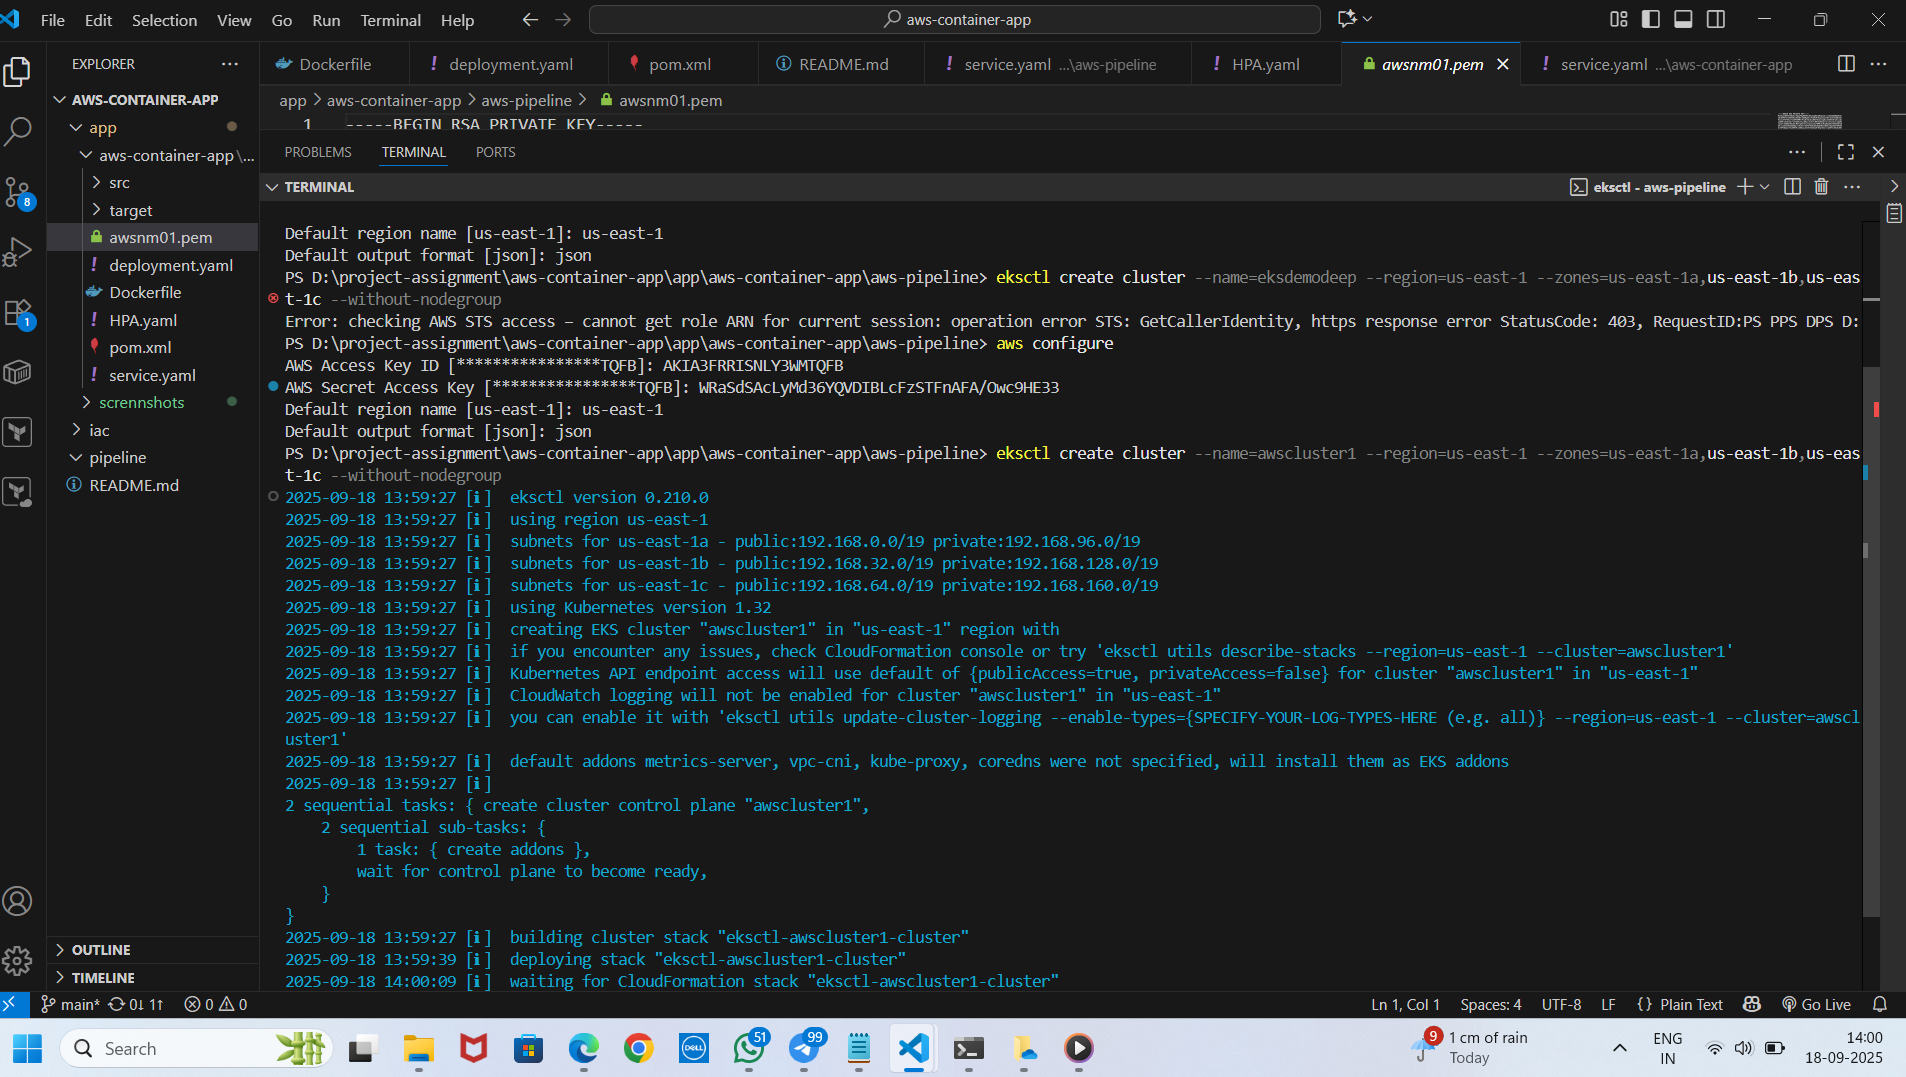 File Edit Selection View Go Run Terminal Help
aws-container-app
EXPLORER
AWS-CONTAINER-APP
app
aws-container-app\...
src
target
awsnm01.pem
deployment.yaml
Dockerfile
HPA.yaml
pom.xml
service.yaml
scrennshots
iac
pipeline
README.md
OUTLINE
TIMELINE
8
1
Dockerfile
deployment.yaml
pom.xml
README.md
service.yaml ...\aws-pipeline
HPA.yaml
awsnm01.pem
service.yaml ...\aws-container-app
app > aws-container-app > aws-pipeline > awsnm01.pem
1 -----BEGIN RSA PRIVATE KEY-----
PROBLEMS TERMINAL PORTS
TERMINAL
eksctl - aws-pipeline
Default region name [us-east-1]: us-east-1
Default output format [json]: json
PS D:\project-assignment\aws-container-app\app\aws-container-app\aws-pipeline> eksctl create cluster --name=eksdemodeep --region=us-east-1 --zones=us-east-1a,us-east-1b,us-eas
t-1c --without-nodegroup
Error: checking AWS STS access – cannot get role ARN for current session: operation error STS: GetCallerIdentity, https response error StatusCode: 403, RequestID:PS PPS DPS D:
PS D:\project-assignment\aws-container-app\app\aws-container-app\aws-pipeline> aws configure
AWS Access Key ID [****************TQFB]: AKIA3FRRISNLY3WMTQFB
AWS Secret Access Key [****************TQFB]: 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
Default region name [us-east-1]: us-east-1
Default output format [json]: json
PS D:\project-assignment\aws-container-app\app\aws-container-app\aws-pipeline> eksctl create cluster --name=awscluster1 --region=us-east-1 --zones=us-east-1a,us-east-1b,us-eas
t-1c --without-nodegroup
2025-09-18 13:59:27 [i] eksctl version 0.210.0
2025-09-18 13:59:27 [i] using region us-east-1
2025-09-18 13:59:27 [i] subnets for us-east-1a - public:192.168.0.0/19 private:192.168.96.0/19
2025-09-18 13:59:27 [i] subnets for us-east-1b - public:192.168.32.0/19 private:192.168.128.0/19
2025-09-18 13:59:27 [i] subnets for us-east-1c - public:192.168.64.0/19 private:192.168.160.0/19
2025-09-18 13:59:27 [i] using Kubernetes version 1.32
2025-09-18 13:59:27 [i] creating EKS cluster "awscluster1" in "us-east-1" region with
2025-09-18 13:59:27 [i] if you encounter any issues, check CloudFormation console or try 'eksctl utils describe-stacks --region=us-east-1 --cluster=awscluster1'
2025-09-18 13:59:27 [i] Kubernetes API endpoint access will use default of {publicAccess=true, privateAccess=false} for cluster "awscluster1" in "us-east-1"
2025-09-18 13:59:27 [i] CloudWatch logging will not be enabled for cluster "awscluster1" in "us-east-1"
2025-09-18 13:59:27 [i] you can enable it with 'eksctl utils update-cluster-logging --enable-types={SPECIFY-YOUR-LOG-TYPES-HERE (e.g. all)} --region=us-east-1 --cluster=awscl
uster1'
2025-09-18 13:59:27 [i] default addons metrics-server, vpc-cni, kube-proxy, coredns were not specified, will install them as EKS addons
2025-09-18 13:59:27 [i]
2 sequential tasks: { create cluster control plane "awscluster1",
2 sequential sub-tasks: {
1 task: { create addons },
wait for control plane to become ready,
}
}
2025-09-18 13:59:27 [i] building cluster stack "eksctl-awscluster1-cluster"
2025-09-18 13:59:39 [i] deploying stack "eksctl-awscluster1-cluster"
2025-09-18 14:00:09 [i] waiting for CloudFormation stack "eksctl-awscluster1-cluster"
main* 0↓ 1↑ 0 0
Ln 1, Col 1 Spaces: 4 UTF-8 LF {} Plain Text Go Live
Search
DELL
51
99
9
1 cm of rain
Today
ENG
IN
14:00
18-09-2025